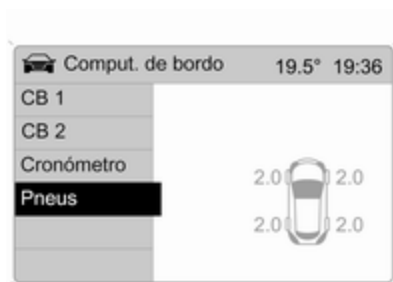 Comput. de bordo 19.5° 19:36
CB 1
CB 2
Cronómetro
Pneus
2.0 2.0
2.0 2.0